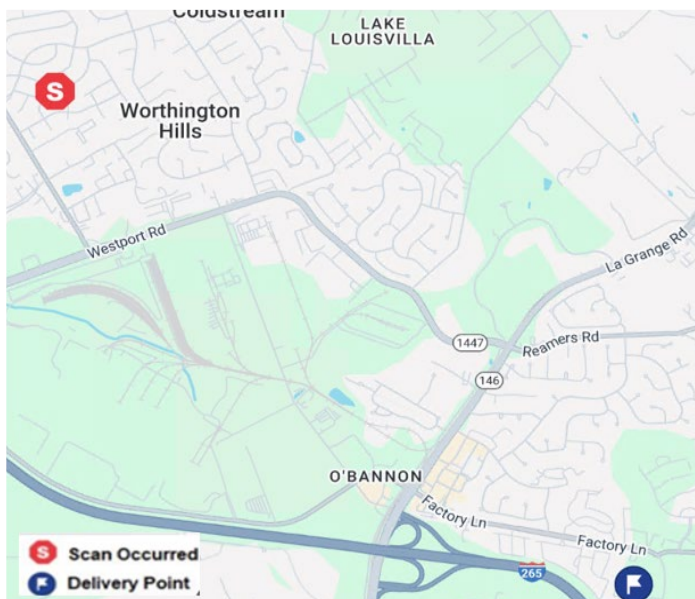 Coldstream
LAKE
LOUISVILLA
S
Worthington
Hills
Westport Rd
La Grange Rd
1447
Reamers Rd
146
O'BANNON
Factory Ln
Factory Ln
265
S Scan Occurred
Delivery Point